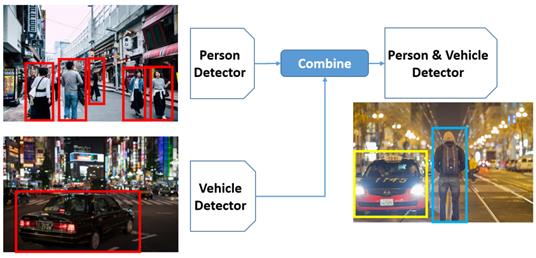 Person
Detector
Combine
Person & Vehicle
Detector
Vehicle
Detector